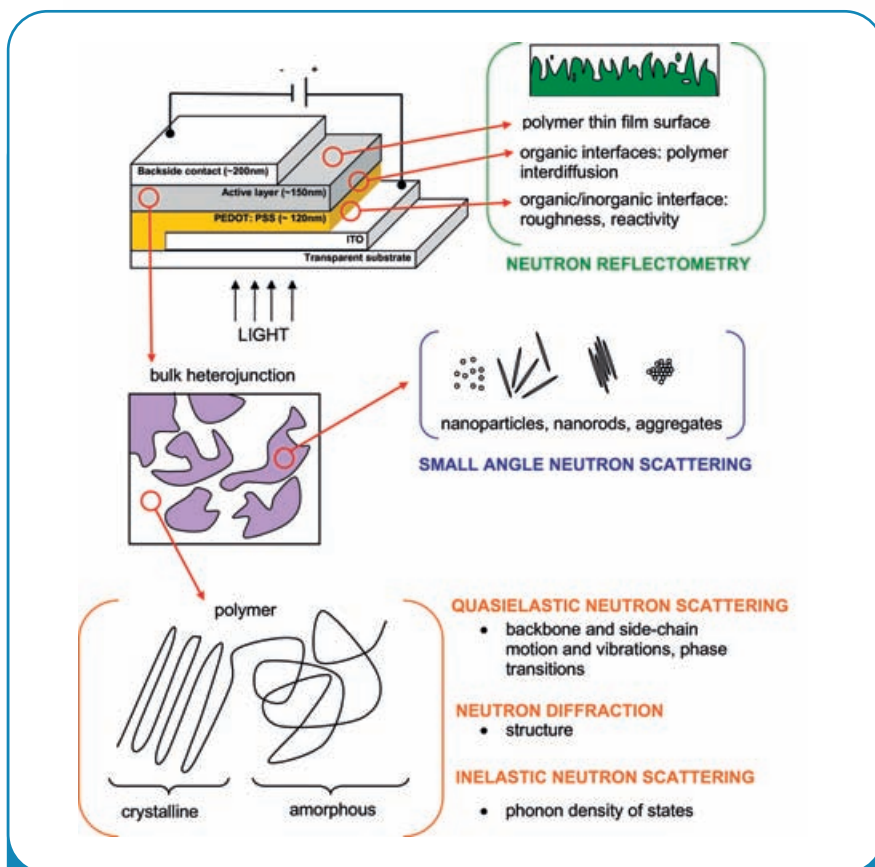 - +
Backside contact (~200nm)
Active layer (~150nm)
PEDOT: PSS (~ 120nm)
ITO
Transparent substrate
LIGHT
polymer thin film surface
organic interfaces: polymer
interdiffusion
organic/inorganic interface:
roughness, reactivity
NEUTRON REFLECTOMETRY
bulk heterojunction
nanoparticles, nanorods, aggregates
SMALL ANGLE NEUTRON SCATTERING
polymer
crystalline
amorphous
QUASIELASTIC NEUTRON SCATTERING
• backbone and side-chain
motion and vibrations, phase
transitions
NEUTRON DIFFRACTION
• structure
INELASTIC NEUTRON SCATTERING
• phonon density of states